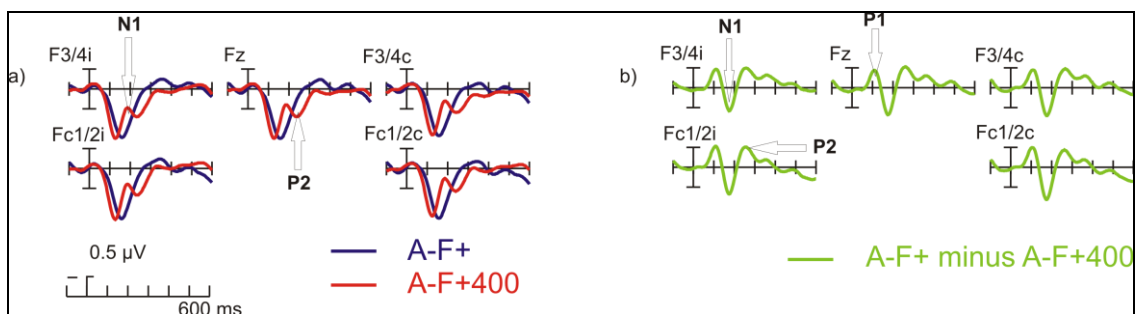 a)
N1
F3/4i
Fz
F3/4c
Fc1/2i
Fc1/2c
P2
0.5 µV
600 ms
A-F+
A-F+400
b)
N1
P1
F3/4i
Fz
F3/4c
Fc1/2i
P2
Fc1/2c
A-F+ minus A-F+400